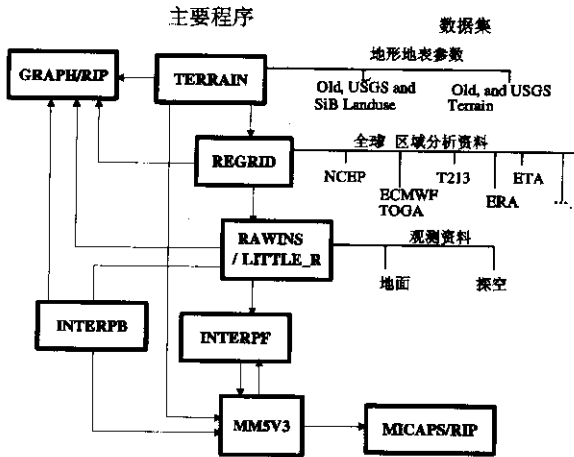 主要程序
数据集
地形地表参数
GRAPH/RIP
TERRAIN
Old, USGS and
SiB Landuse
Old, and USGS
Terrain
全球 区域分析资料
REGRID
NCEP
ECMWF
TOGA
T213
ERA
ETA
...
RAWINS
/ LITTLE_R
观测资料
地面
探空
INTERPB
INTERPF
MM5V3
MICAPS/RIP